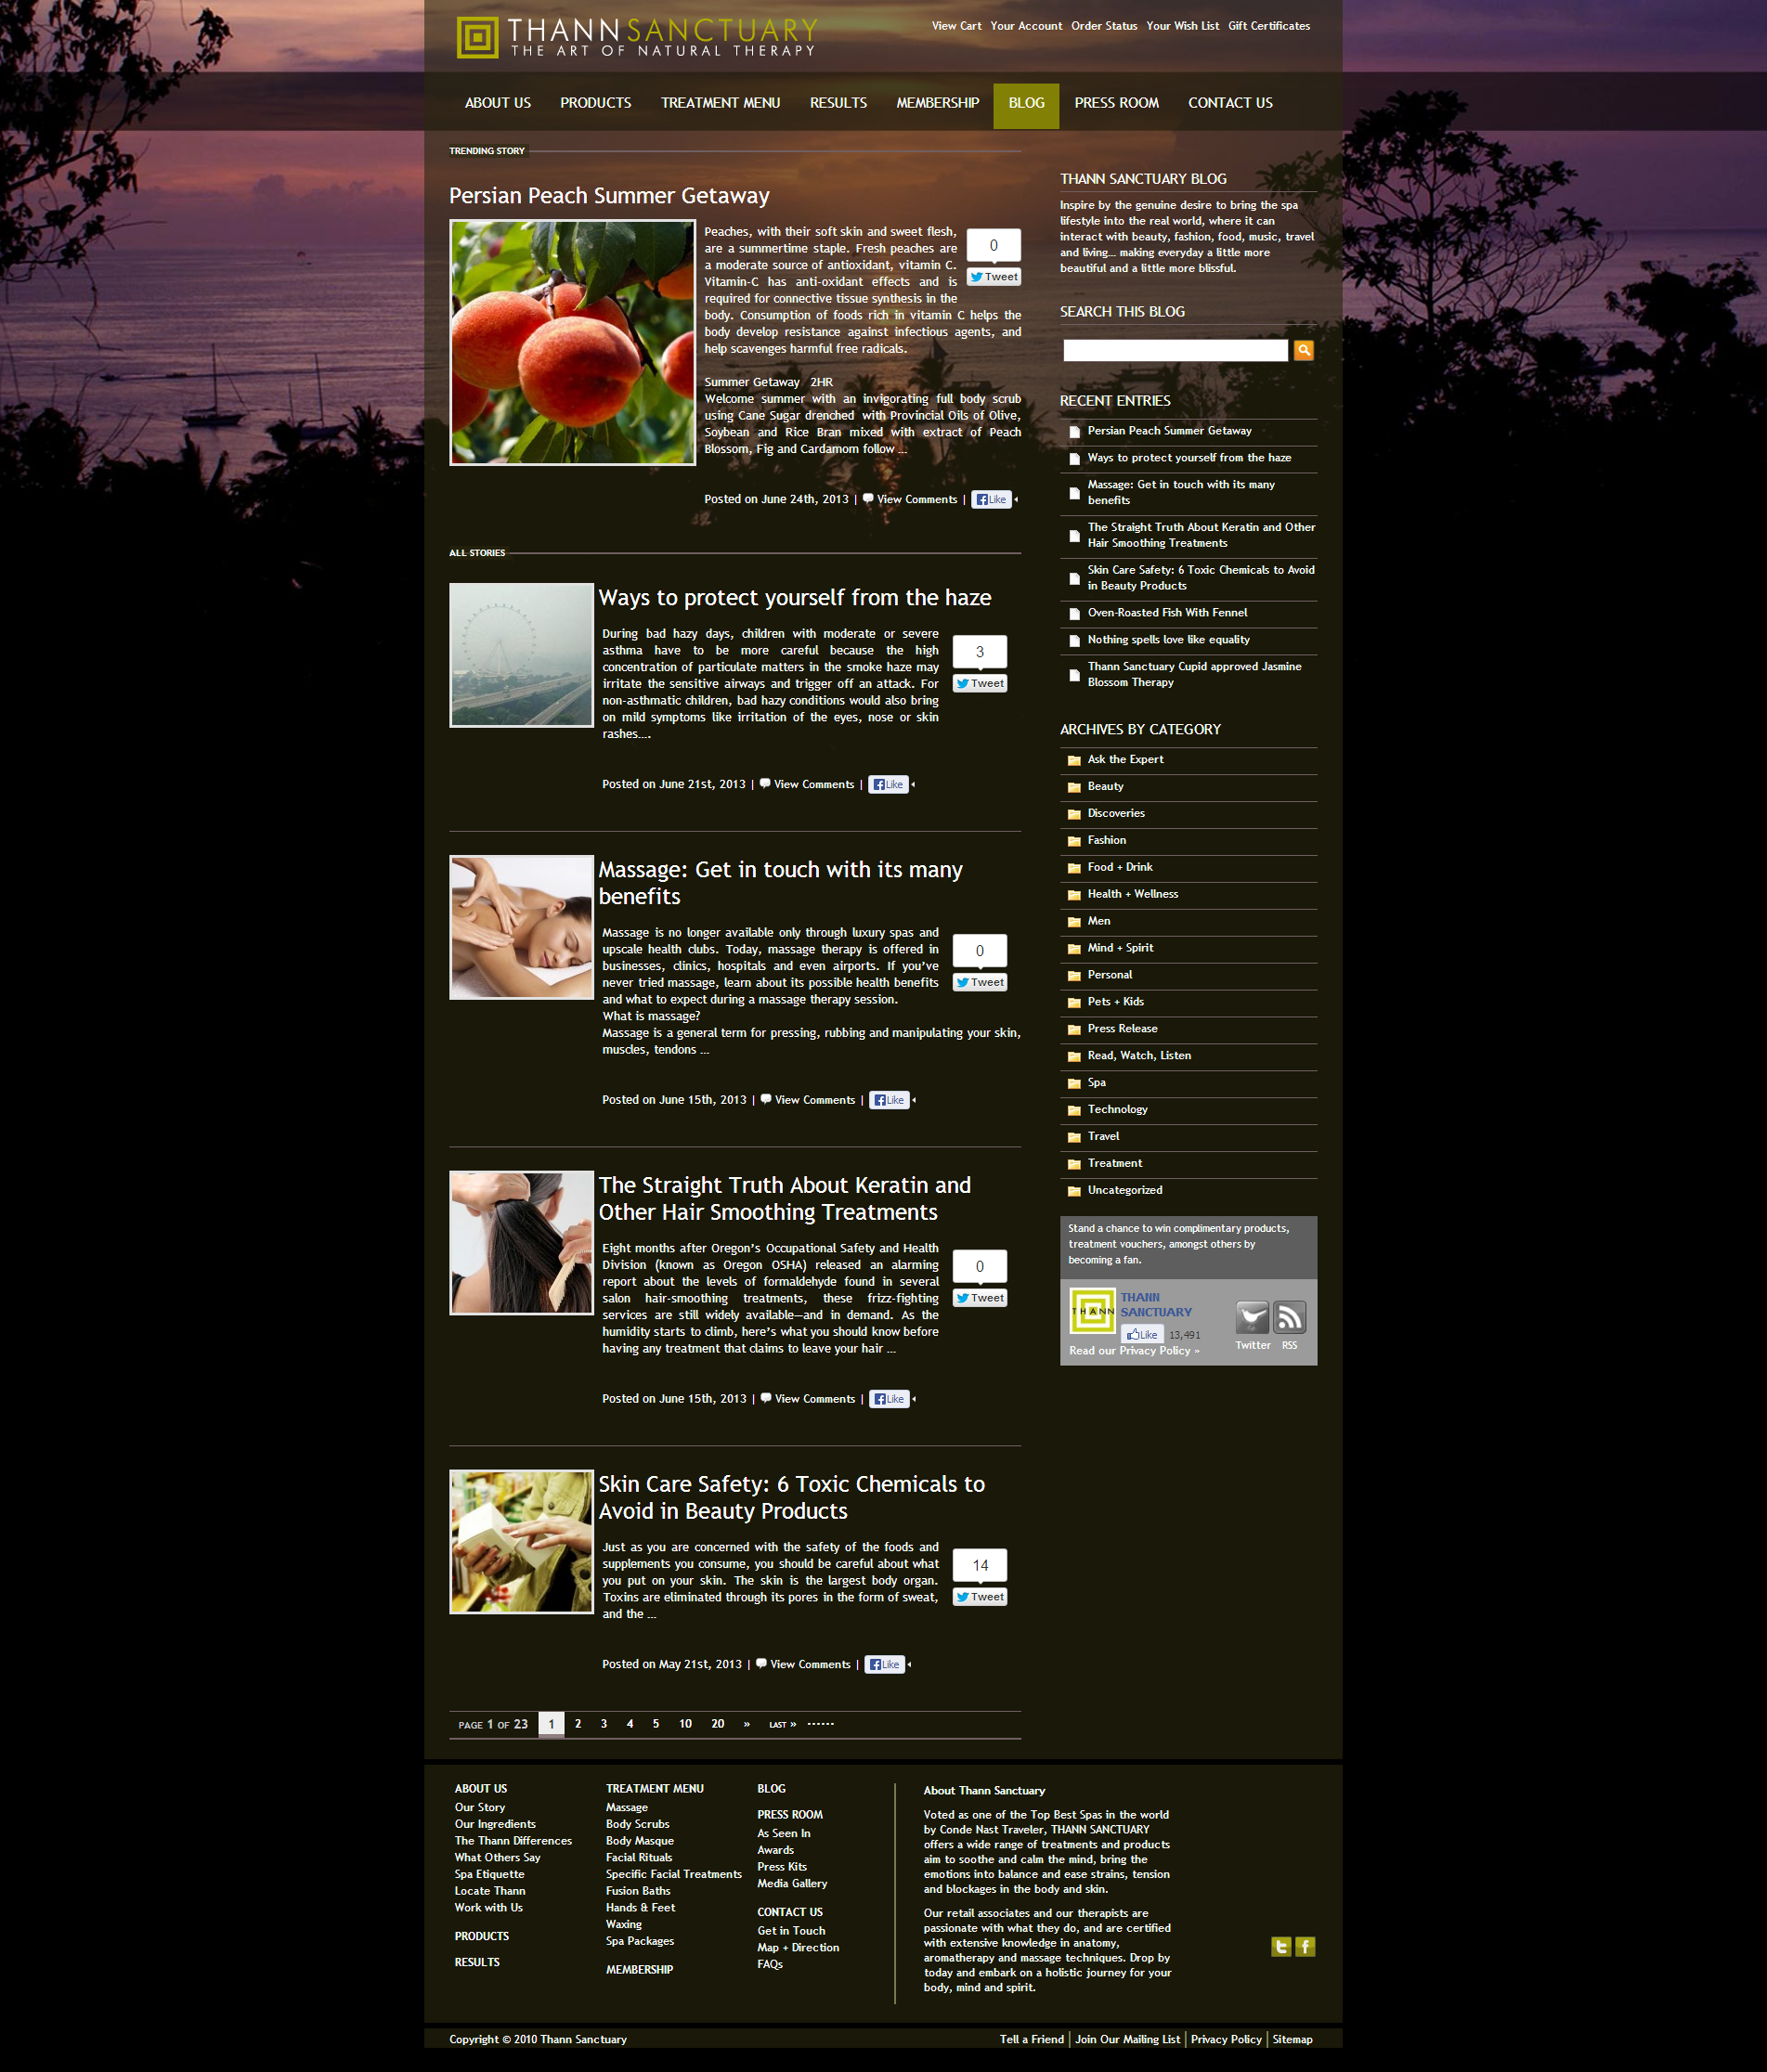 THANN SANCTUARY
THE ART OF NATURAL THERAPY
View Cart Your Account Order Status Your Wish List Gift Certificates
ABOUT US PRODUCTS TREATMENT MENU RESULTS MEMBERSHIP BLOG PRESS ROOM CONTACT US
TRENDING STORY
Persian Peach Summer Getaway
Peaches, with their soft skin and sweet flesh,
are a summertime staple. Fresh peaches are
a moderate source of antioxidant, vitamin C.
Vitamin-C has anti-oxidant effects and is
required for connective tissue synthesis in the
body. Consumption of foods rich in vitamin C helps the
body develop resistance against infectious agents, and
help scavenges harmful free radicals.
0
Tweet
Summer Getaway 2HR
Welcome summer with an invigorating full body scrub
using Cane Sugar drenched with Provincial Oils of Olive,
Soybean and Rice Bran mixed with extract of Peach
Blossom, Fig and Cardamom follow ...
Posted on June 24th, 2013 | View Comments | Like
ALL STORIES
Ways to protect yourself from the haze
During bad hazy days, children with moderate or severe
asthma have to be more careful because the high
concentration of particulate matters in the smoke haze may
irritate the sensitive airways and trigger off an attack. For
non-asthmatic children, bad hazy conditions would also bring
on mild symptoms like irritation of the eyes, nose or skin
rashes....
3
Tweet
Posted on June 21st, 2013 | View Comments | Like
Massage: Get in touch with its many
benefits
Massage is no longer available only through luxury spas and
upscale health clubs. Today, massage therapy is offered in
businesses, clinics, hospitals and even airports. If you've
never tried massage, learn about its possible health benefits
and what to expect during a massage therapy session.
What is massage?
Massage is a general term for pressing, rubbing and manipulating your skin,
muscles, tendons ...
0
Tweet
Posted on June 15th, 2013 | View Comments | Like
The Straight Truth About Keratin and
Other Hair Smoothing Treatments
Eight months after Oregon's Occupational Safety and Health
Division (known as Oregon OSHA) released an alarming
report about the levels of formaldehyde found in several
salon hair-smoothing treatments, these frizz-fighting
services are still widely available—and in demand. As the
humidity starts to climb, here's what you should know before
having any treatment that claims to leave your hair ...
0
Tweet
Posted on June 15th, 2013 | View Comments | Like
Skin Care Safety: 6 Toxic Chemicals to
Avoid in Beauty Products
Just as you are concerned with the safety of the foods and
supplements you consume, you should be careful about what
you put on your skin. The skin is the largest body organ.
Toxins are eliminated through its pores in the form of sweat,
and the ...
14
Tweet
Posted on May 21st, 2013 | View Comments | Like
PAGE 1 OF 23 1 2 3 4 5 10 20 » LAST » ------
THANN SANCTUARY BLOG
Inspire by the genuine desire to bring the spa
lifestyle into the real world, where it can
interact with beauty, fashion, food, music, travel
and living... making everyday a little more
beautiful and a little more blissful.
SEARCH THIS BLOG
RECENT ENTRIES
Persian Peach Summer Getaway
Ways to protect yourself from the haze
Massage: Get in touch with its many
benefits
The Straight Truth About Keratin and Other
Hair Smoothing Treatments
Skin Care Safety: 6 Toxic Chemicals to Avoid
in Beauty Products
Oven-Roasted Fish With Fennel
Nothing spells love like equality
Thann Sanctuary Cupid approved Jasmine
Blossom Therapy
ARCHIVES BY CATEGORY
Ask the Expert
Beauty
Discoveries
Fashion
Food + Drink
Health + Wellness
Men
Mind + Spirit
Personal
Pets + Kids
Press Release
Read, Watch, Listen
Spa
Technology
Travel
Treatment
Uncategorized
Stand a chance to win complimentary products,
treatment vouchers, amongst others by
becoming a fan.
THANN
THANN
SANCTUARY
Like 13,491
Read our Privacy Policy »
Twitter RSS
ABOUT US
Our Story
Our Ingredients
The Thann Differences
What Others Say
Spa Etiquette
Locate Thann
Work with Us
PRODUCTS
RESULTS
TREATMENT MENU
Massage
Body Scrubs
Body Masque
Facial Rituals
Specific Facial Treatments
Fusion Baths
Hands & Feet
Waxing
Spa Packages
MEMBERSHIP
BLOG
PRESS ROOM
As Seen In
Awards
Press Kits
Media Gallery
CONTACT US
Get in Touch
Map + Direction
FAQs
About Thann Sanctuary
Voted as one of the Top Best Spas in the world
by Conde Nast Traveler, THANN SANCTUARY
offers a wide range of treatments and products
aim to soothe and calm the mind, bring the
emotions into balance and ease strains, tension
and blockages in the body and skin.
Our retail associates and our therapists are
passionate with what they do, and are certified
with extensive knowledge in anatomy,
aromatherapy and massage techniques. Drop by
today and embark on a holistic journey for your
body, mind and spirit.
Copyright © 2010 Thann Sanctuary
Tell a Friend | Join Our Mailing List | Privacy Policy | Sitemap